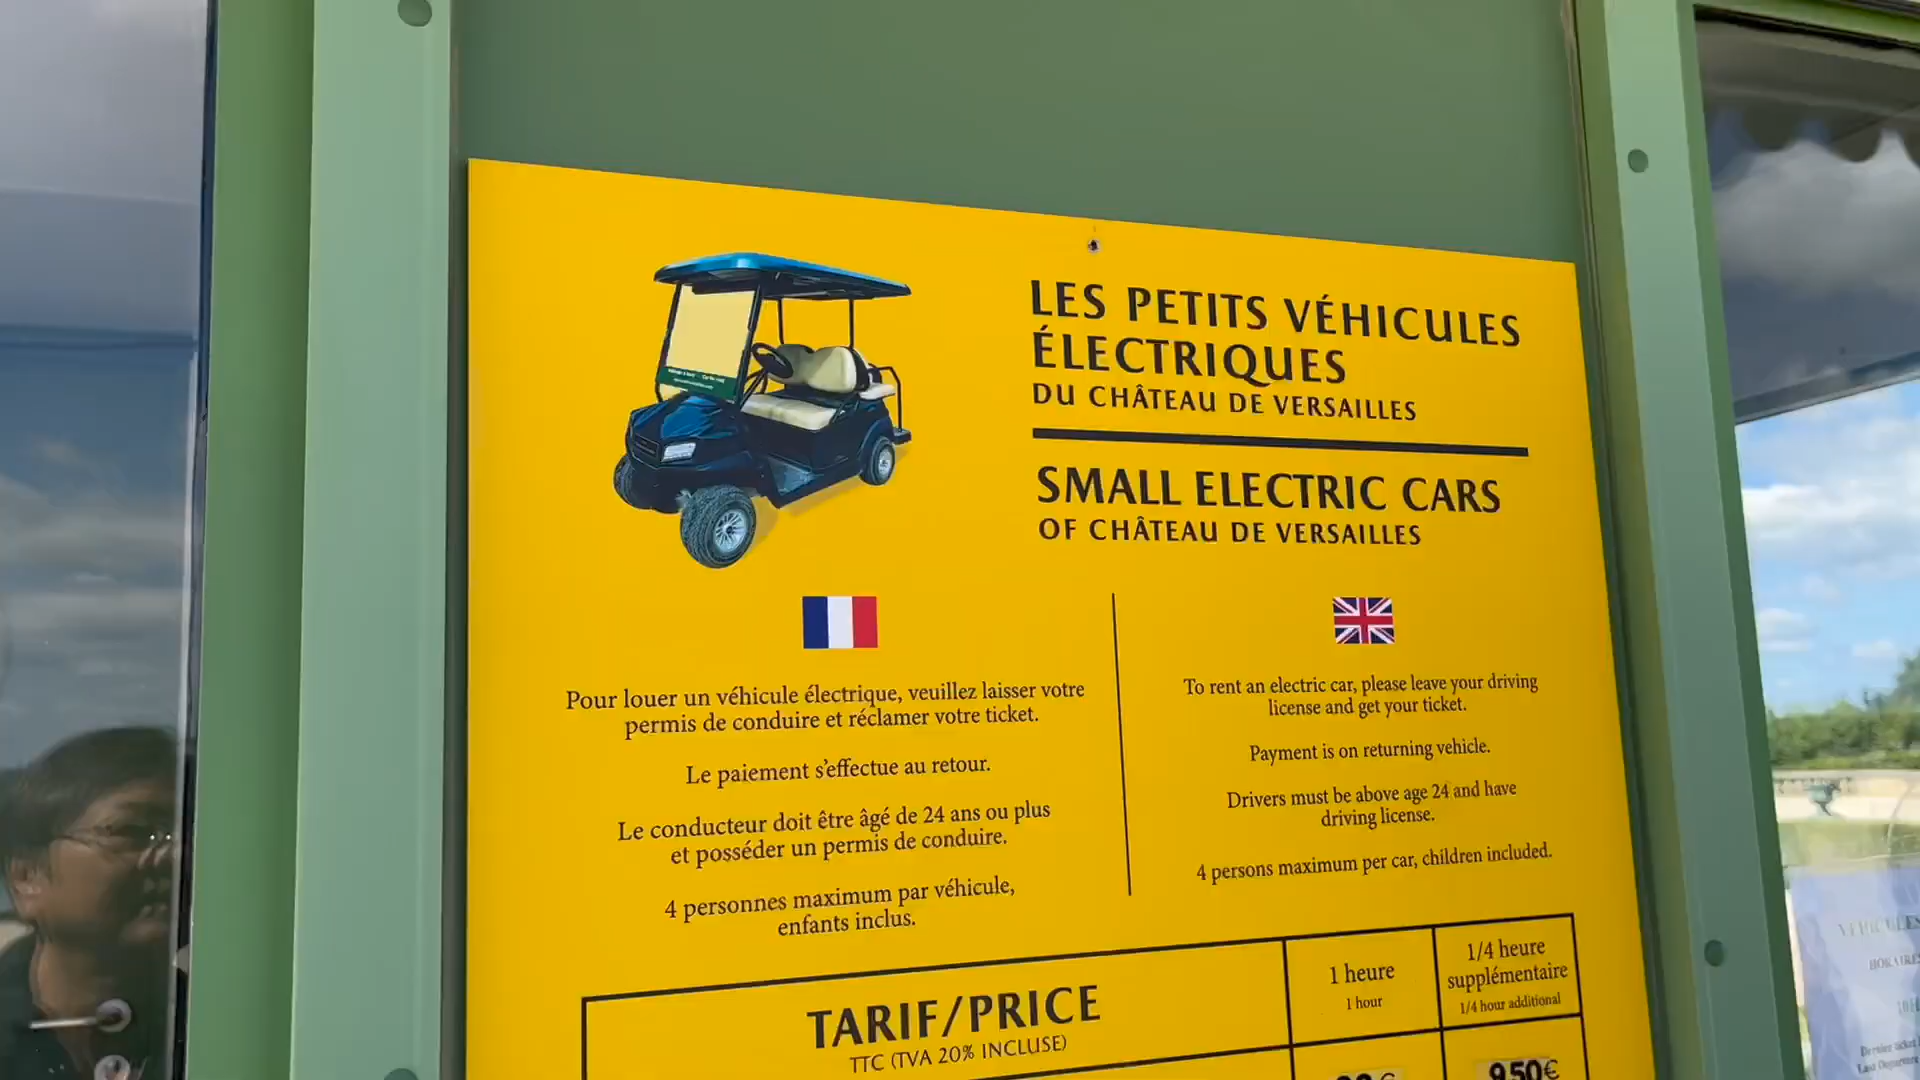 LES PETITS VÉHICULES
ÉLECTRIQUES
DU CHÂTEAU DE VERSAILLES
SMALL ELECTRIC CARS
OF CHÂTEAU DE VERSAILLES
Pour louer un véhicule électrique, veuillez laisser votre
permis de conduire et réclamer votre ticket.
Le paiement s'effectue au retour.
Le conducteur doit être âgé de 24 ans ou plus
et posséder un permis de conduire.
4 personnes maximum par véhicule,
enfants inclus.
To rent an electric car, please leave your driving
license and get your ticket.
Payment is on returning vehicle.
Drivers must be above age 24 and have
driving license.
4 persons maximum per car, children included.
TARIF/PRICE
TTC (TVA 20% INCLUSE)
1 heure
1 hour
1/4 heure
supplémentaire
1/4 hour additional
950€
VEHICULES
HORAIRES